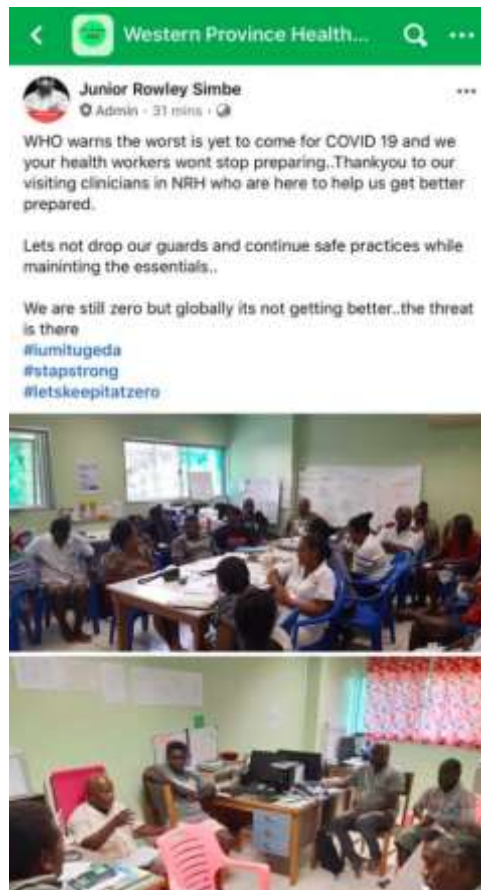 Western Province Health...
Junior Rowley Simbe
Admin · 31 mins ·
WHO warns the worst is yet to come for COVID 19 and we
your health workers wont stop preparing..Thankyou to our
visiting clinicians in NRH who are here to help us get better
prepared.
Lets not drop our guards and continue safe practices while
maininting the essentials..
We are still zero but globally its not getting better..the threat
is there
#iumitugeda
#stapstrong
#letskeepitatzero